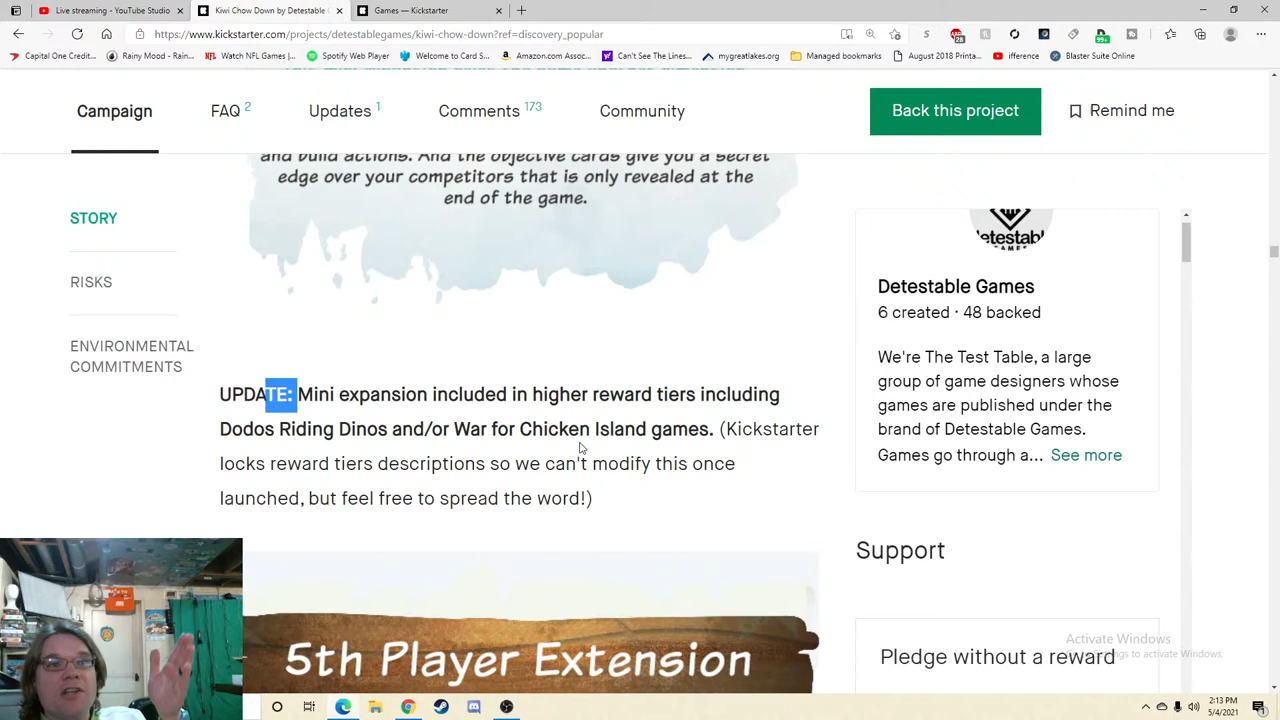 Live streaming - YouTube Studio
Kiwi Chow Down by Detestable G
Games — Kickstarter
https://www.kickstarter.com/projects/detestablegames/kiwi-chow-down?ref=discovery_popular
Capital One Credit...
Rainy Mood - Rain...
Watch NFL Games |...
Spotify Web Player
Welcome to Card S...
Amazon.com Assoc...
Can't See The Lines...
mygreatlakes.org
Managed bookmarks
August 2018 Printa...
ifference
Blaster Suite Online
Campaign
FAQ 2
Updates 1
Comments 173
Community
Back this project
Remind me
and build actions. And the objective cards give you a secret
edge over your competitors that is only revealed at the
end of the game.
STORY
RISKS
ENVIRONMENTAL
COMMITMENTS
UPDATE: Mini expansion included in higher reward tiers including
Dodos Riding Dinos and/or War for Chicken Island games. (Kickstarter
locks reward tiers descriptions so we can't modify this once
launched, but feel free to spread the word!)
5th Player Extension
Detestable Games
6 created · 48 backed
We're The Test Table, a large
group of game designers whose
games are published under the
brand of Detestable Games.
Games go through a... See more
Support
Pledge without a reward
Activate Windows
2:13 PM
5/4/2021